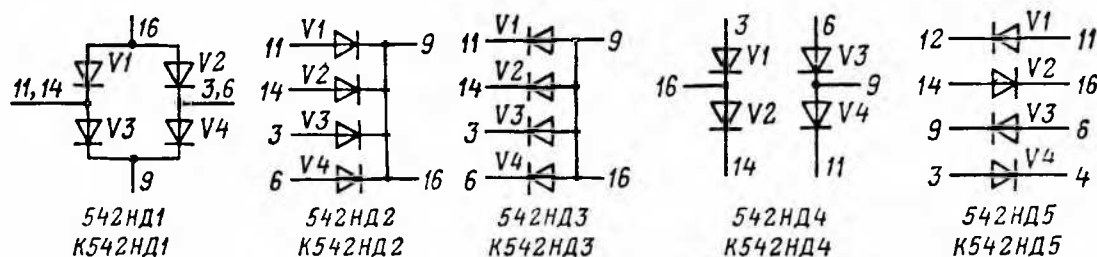 16
V1 V2
11,14 3,6
V3 V4
9
542НД1
К542НД1
11 V1 9
14 V2
3 V3
6 V4 16
542НД2
К542НД2
11 V1 9
14 V2
3 V3
6 V4 16
542НД3
К542НД3
3 6
V1 V3
16 9
V2 V4
14 11
542НД4
К542НД4
12 V1 11
14 V2 16
9 V3 6
3 V4 4
542НД5
К542НД5